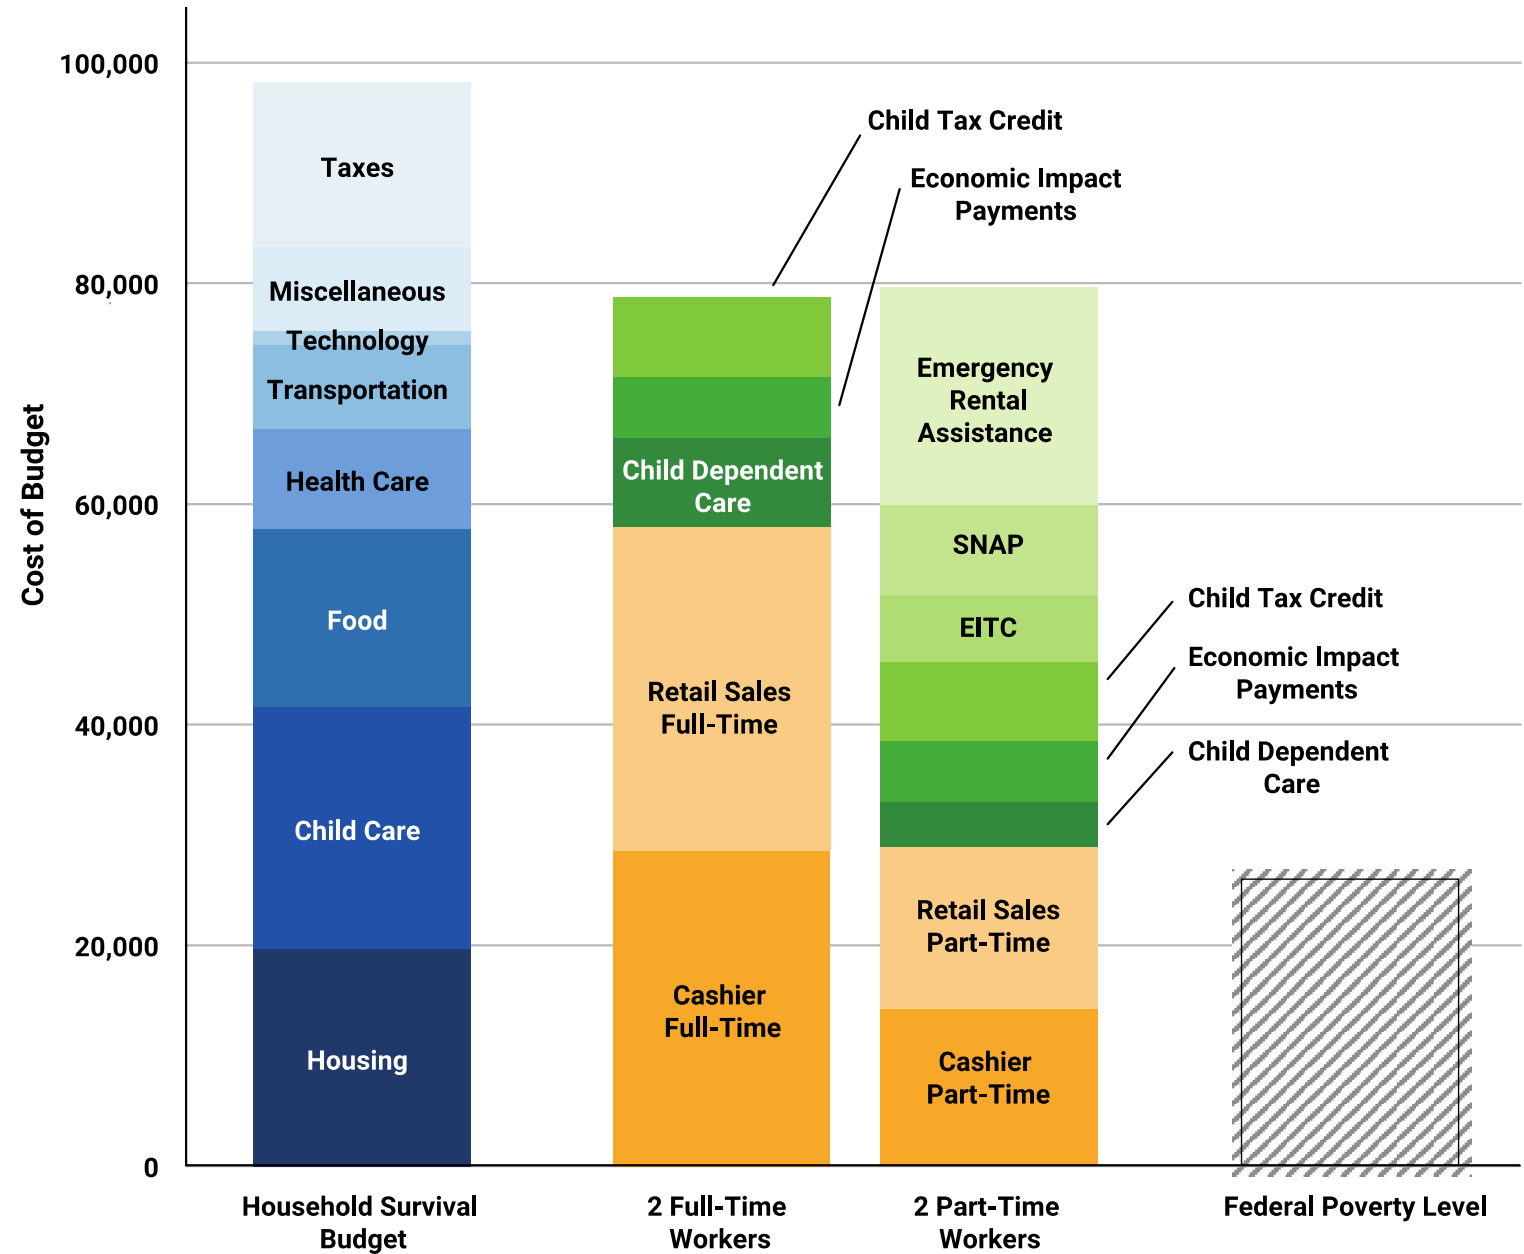 100,000
80,000
60,000
40,000
20,000
0
Cost of Budget
Taxes
Miscellaneous
Technology
Transportation
Health Care
Food
Child Care
Housing
Child Tax Credit
Economic Impact
Payments
Child Dependent
Care
Retail Sales
Full-Time
Cashier
Full-Time
Emergency
Rental
Assistance
SNAP
EITC
Child Tax Credit
Economic Impact
Payments
Child Dependent
Care
Retail Sales
Part-Time
Cashier
Part-Time
Household Survival
Budget
2 Full-Time
Workers
2 Part-Time
Workers
Federal Poverty Level